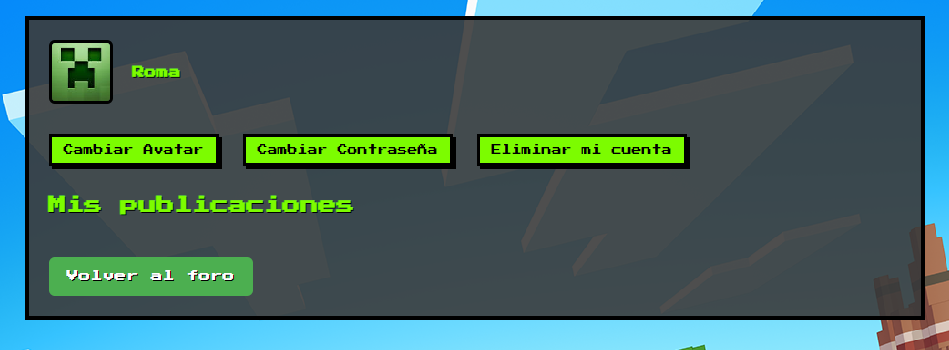 Roma
Cambiar Avatar
Cambiar Contraseña
Eliminar mi cuenta
Mis publicaciones
Volver al foro